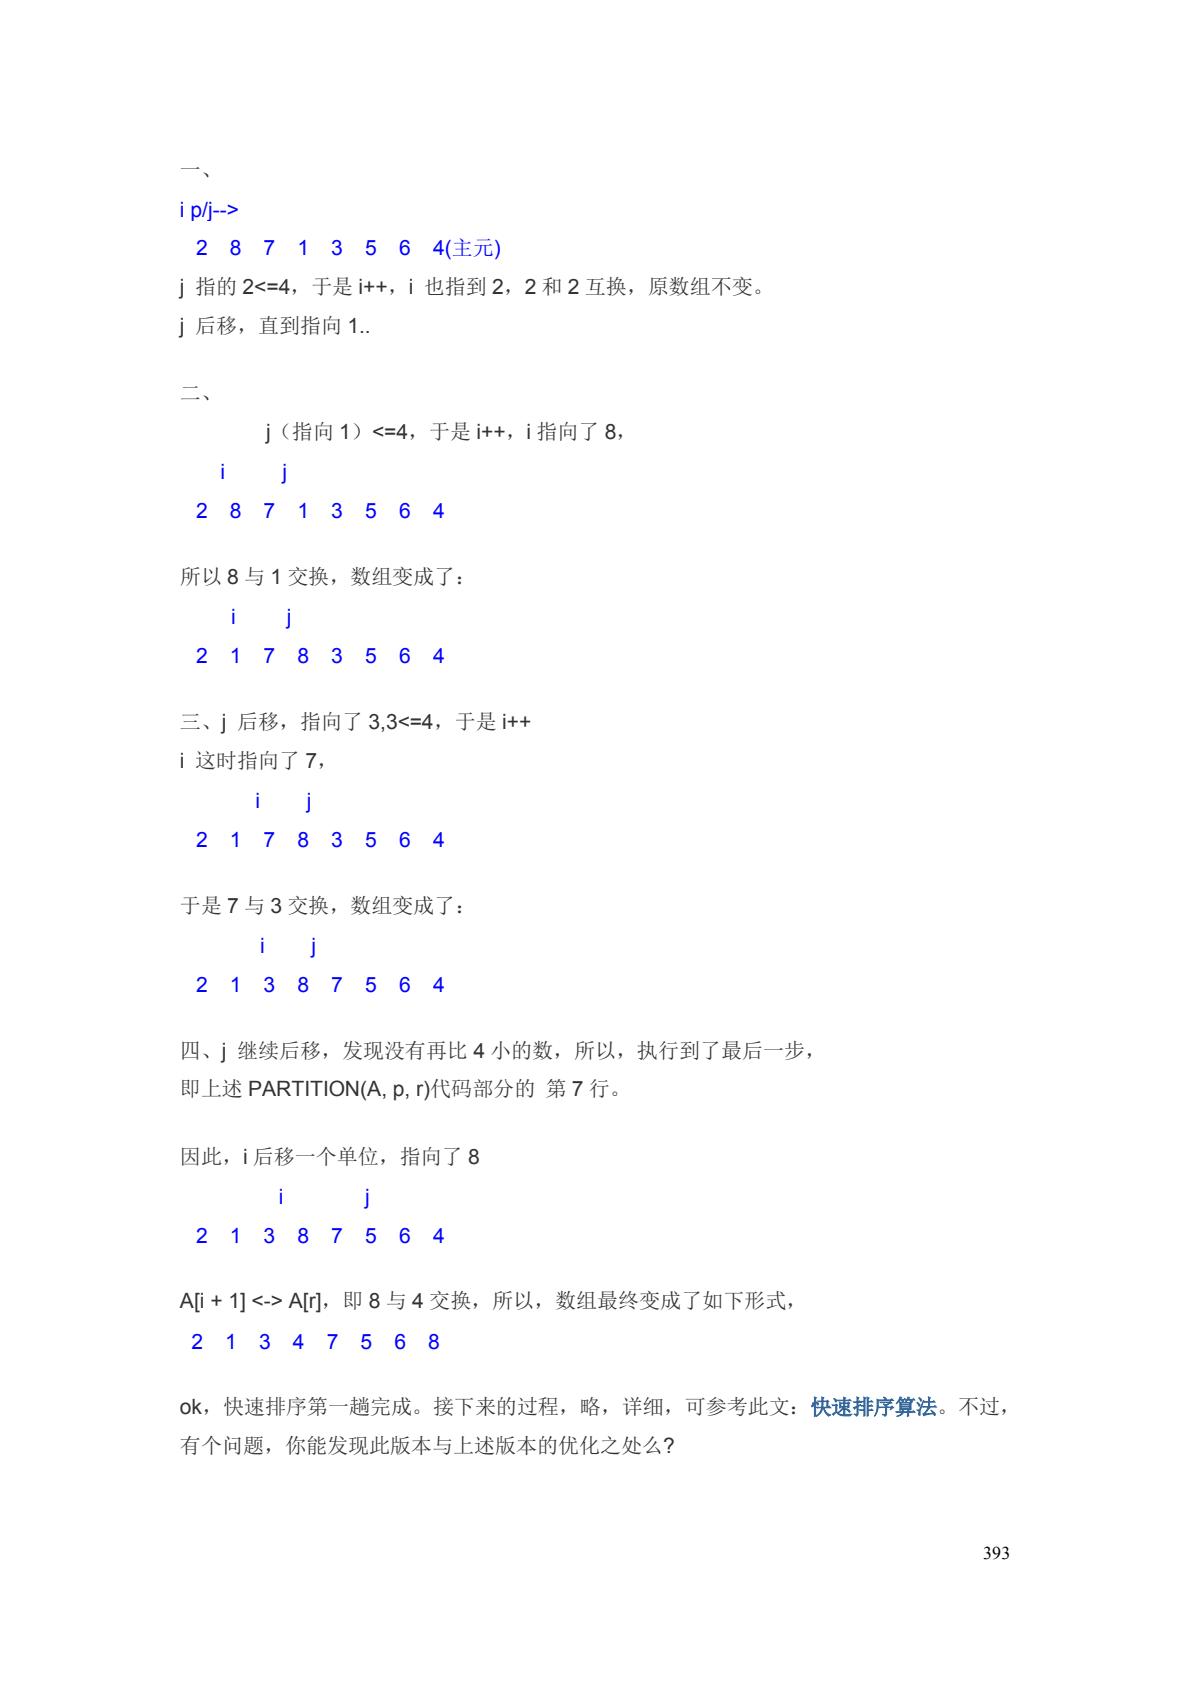 一、
i p/j-->
2 8 7 1 3 5 6 4(主元)
j 指的 2<=4，于是 i++，i 也指到 2，2 和 2 互换，原数组不变。
j 后移，直到指向 1..
二、
j（指向 1）<=4，于是 i++，i 指向了 8，
i j
2 8 7 1 3 5 6 4
所以 8 与 1 交换，数组变成了：
i j
2 1 7 8 3 5 6 4
三、j 后移，指向了 3,3<=4，于是 i++
i 这时指向了 7，
i j
2 1 7 8 3 5 6 4
于是 7 与 3 交换，数组变成了：
i j
2 1 3 8 7 5 6 4
四、j 继续后移，发现没有再比 4 小的数，所以，执行到了最后一步，
即上述 PARTITION(A, p, r)代码部分的 第 7 行。
因此，i 后移一个单位，指向了 8
i j
2 1 3 8 7 5 6 4
A[i + 1] <-> A[r]，即 8 与 4 交换，所以，数组最终变成了如下形式，
2 1 3 4 7 5 6 8
ok，快速排序第一趟完成。接下来的过程，略，详细，可参考此文：快速排序算法。不过，
有个问题，你能发现此版本与上述版本的优化之处么?
393